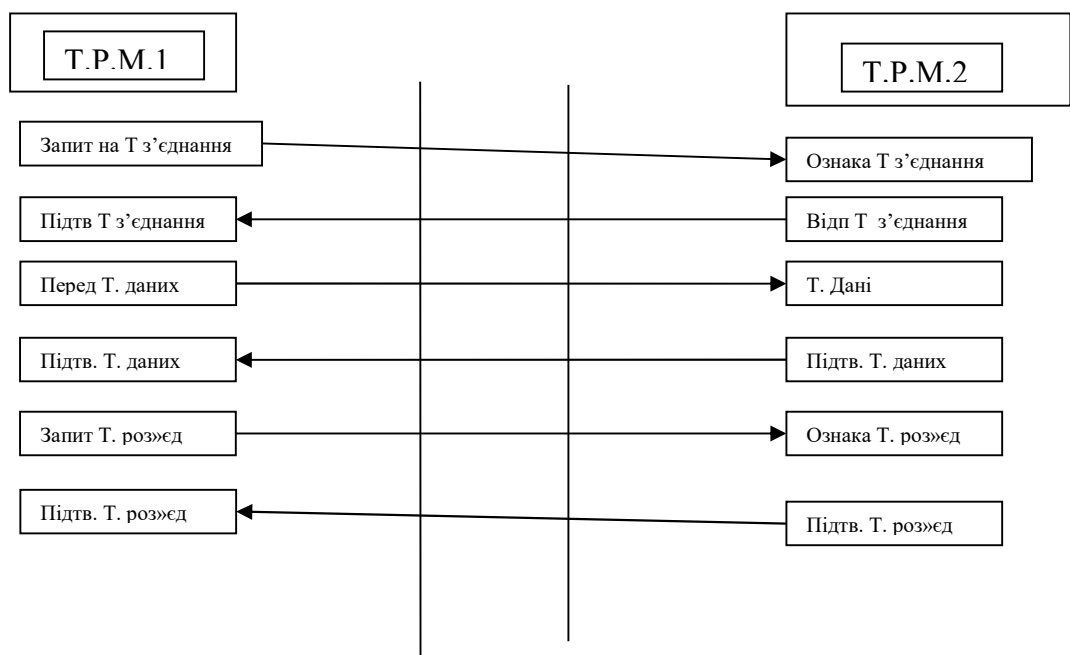 Т.Р.М.1
Т.Р.М.2
Запит на Т з’єднання
Ознака Т з’єднання
Підтв Т з’єднання
Відп Т з’єднання
Перед Т. даних
Т. Дані
Підтв. Т. даних
Підтв. Т. даних
Запит Т. роз»єд
Ознака Т. роз»єд
Підтв. Т. роз»єд
Підтв. Т. роз»єд